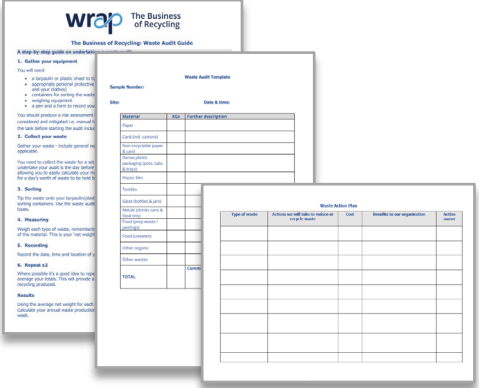 wrap
The Business
of Recycling
The Business of Recycling: Waste Audit Guide
A step-by-step guide on undertaking
1. Gather your equipment
You will need:
a tarpaulin or plastic sheet to
appropriate personal protective
and your clothes)
containers for sorting the waste
weighing equipment
a pen and a form to record your
You should produce a risk assessment
considered and mitigated i.e. manual
the task before starting the audit
2. Collect your waste
Gather your waste - include general
applicable.
You need to collect the waste for a
undertake your audit is the day before
allowing you to easily calculate your
for a day's worth of waste to be held
3. Sorting
Tip the waste onto your
sorting containers. Use the waste audit
types.
4. Measuring
Weigh each type of waste, remember
of the material. This is your 'net weight
5. Recording
Record the date, time and location of
6. Repeat x2
Where possible it's a good idea to
average your totals. This will provide a
recycling produced.
Results
Using the average net weight for each
Calculate your annual waste production
week.
Waste Audit Template
Sample Number:
Site:
Date & time:
Material
KGs
Further description
Paper
Card (incl. cartons)
Non-recyclable paper
& card
Dense plastic
packaging (pots, tubs
& trays)
Plastic film
Textiles
Glass (bottles & jars)
Metals (drinks cans &
food tins)
Food (prep waste /
peelings)
Food (uneaten)
Other organic
Other wastes
TOTAL
Waste Action Plan
Type of waste
Actions we will take to reduce or
recycle waste
Cost
Benefits to our organisation
Action
owner